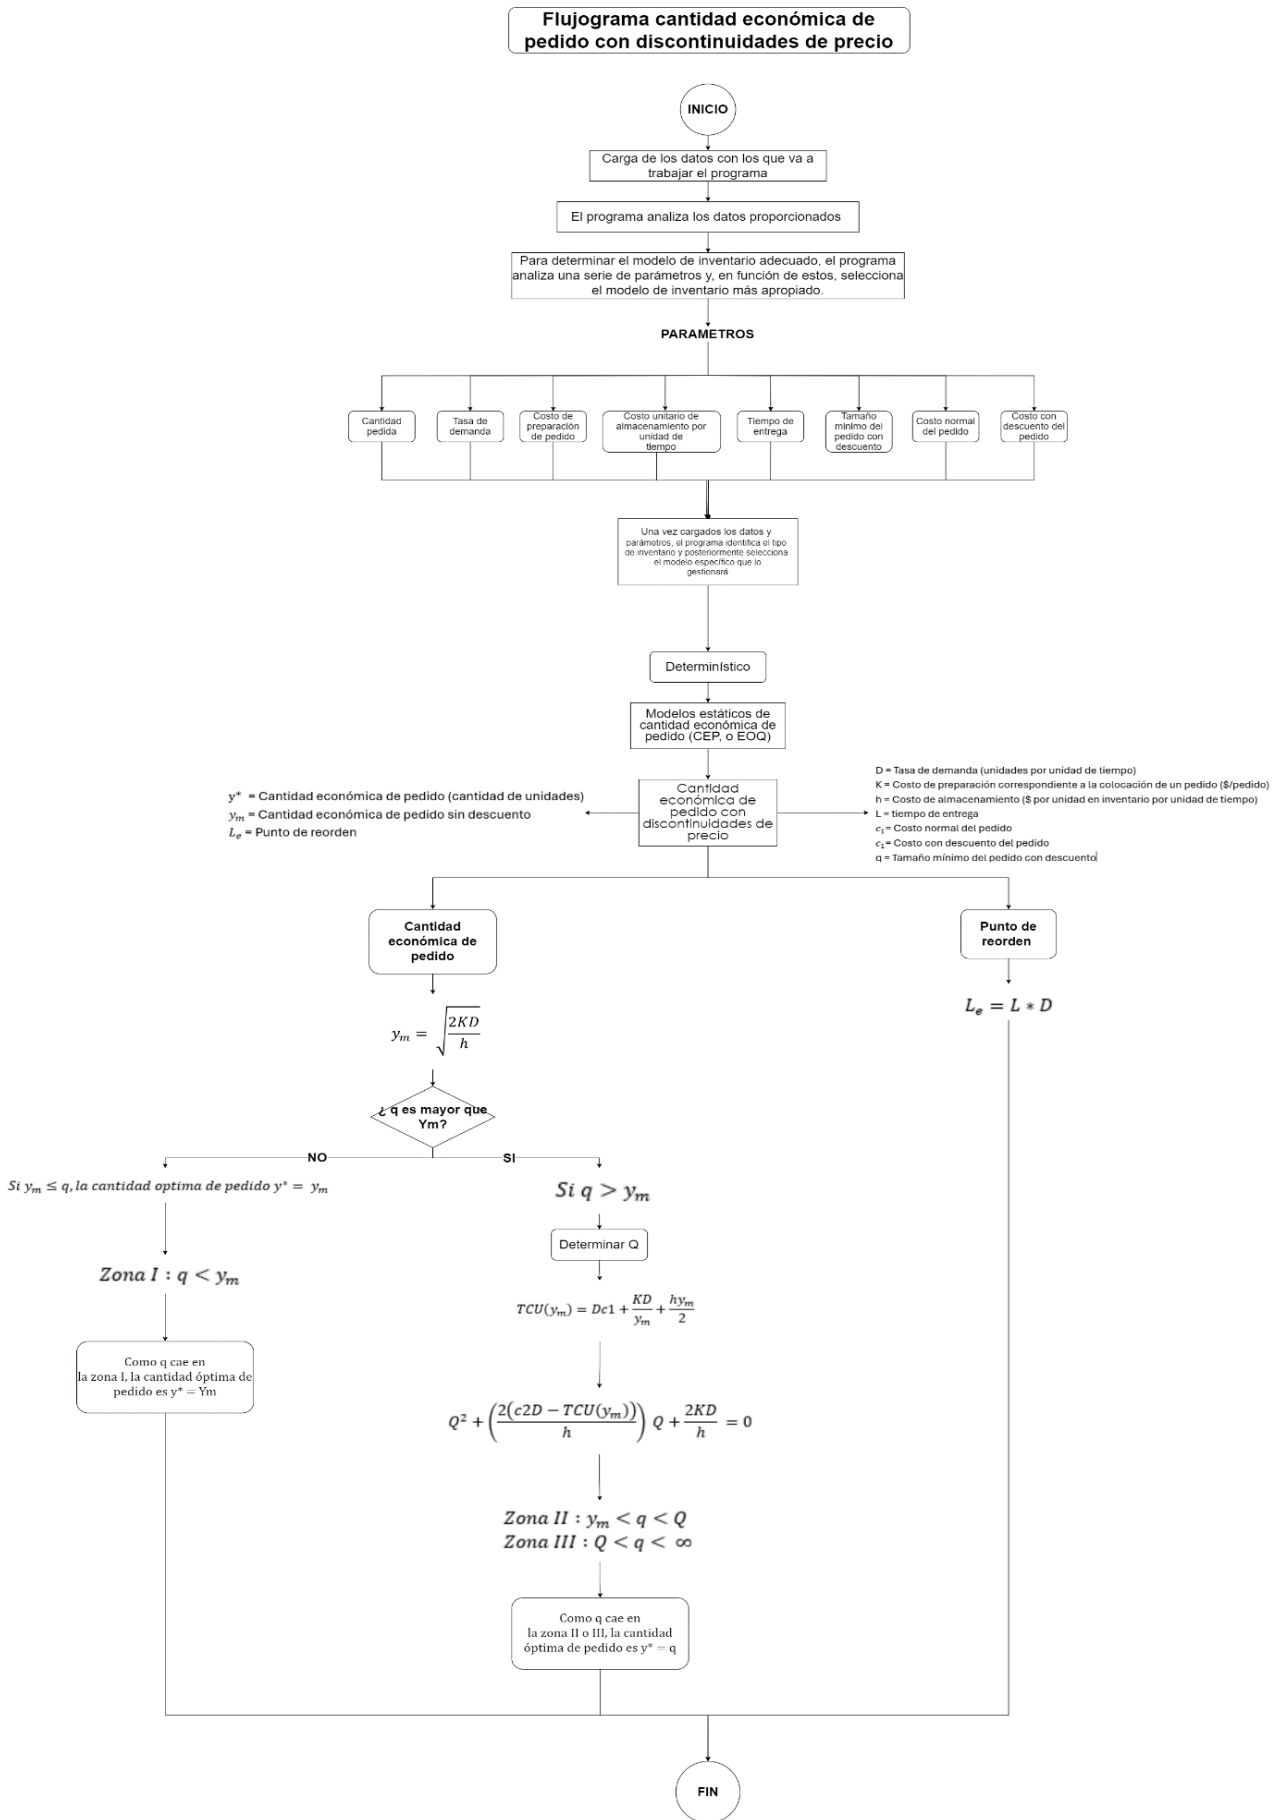 Flujograma cantidad económica de
pedido con discontinuidades de precio
INICIO
Carga de los datos con los que va a
trabajar el programa
El programa analiza los datos proporcionados
Para determinar el modelo de inventario adecuado, el programa
analiza una serie de parámetros y, en función de estos, selecciona
el modelo de inventario más apropiado.
PARAMETROS
Cantidad
pedida
Tasa de
demanda
Costo de
preparación
de pedido
Costo unitario de
almacenamiento por
unidad de
tiempo
Tiempo de
entrega
Tamaño
mínimo del
pedido con
descuento
Costo normal
del pedido
Costo con
descuento del
pedido
Una vez cargados los datos y
parámetros, el programa identifica el tipo
de inventario y posteriormente selecciona
el modelo específico que lo
gestionará
Determinístico
Modelos estáticos de
cantidad económica de
pedido (CEP, o EOQ)
Cantidad
económica de
pedido con
discontinuidades de
precio
y* = Cantidad económica de pedido (cantidad de unidades)
yₘ = Cantidad económica de pedido sin descuento
Lₑ = Punto de reorden
D = Tasa de demanda (unidades por unidad de tiempo)
K = Costo de preparación correspondiente a la colocación de un pedido ($/pedido)
h = Costo de almacenamiento ($ por unidad en inventario por unidad de tiempo)
L = tiempo de entrega
c₁= Costo normal del pedido
c₁= Costo con descuento del pedido
q = Tamaño mínimo del pedido con descuento
Cantidad
económica de
pedido
yₘ = √(2KD/h)
¿ q es mayor que
Ym?
NO
SI
Si yₘ ≤ q, la cantidad optima de pedido y* = yₘ
Zona I : q < yₘ
Como q cae en
la zona I, la cantidad óptima de
pedido es y* = Ym
Si q > yₘ
Determinar Q
TCU(yₘ) = Dc1 + KD/yₘ + hyₘ/2
Q² + (2(c2D − TCU(yₘ))/h) Q + 2KD/h = 0
Zona II : yₘ < q < Q
Zona III : Q < q < ∞
Como q cae en
la zona II o III, la cantidad
óptima de pedido es y* = q
Punto de
reorden
Lₑ = L * D
FIN